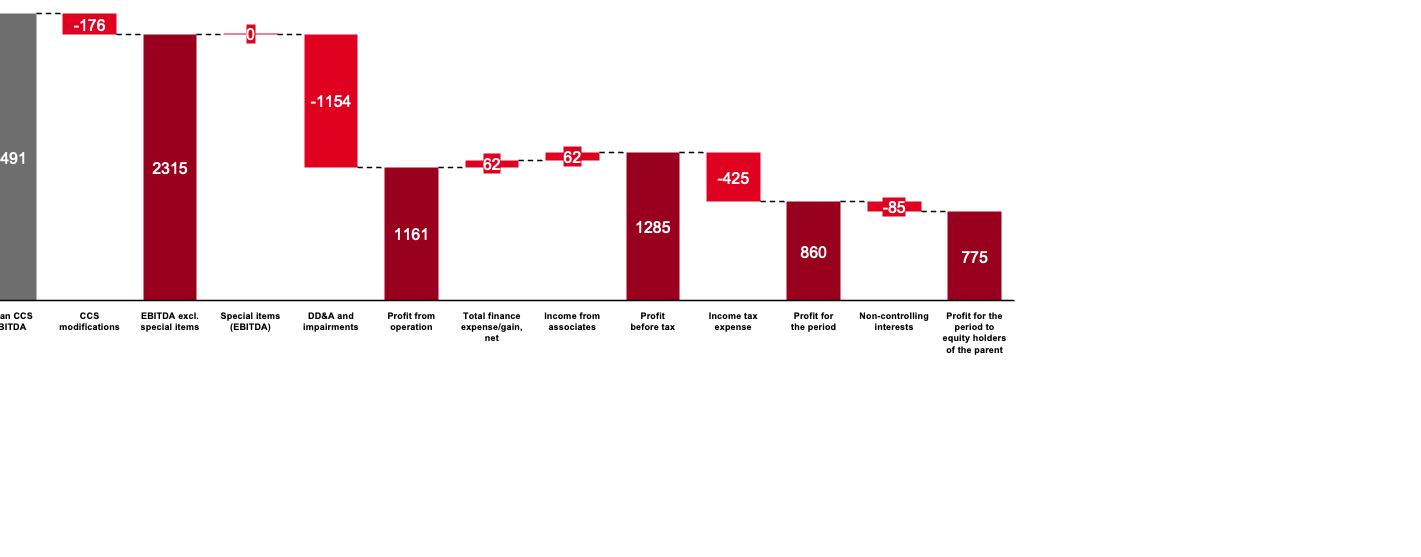 -176
0
-1154
491
2315
62
62
-425
1161
1285
-85
860
775
an CCS
BITDA
CCS
modifications
EBITDA excl.
special items
Special items
(EBITDA)
DD&A and
impairments
Profit from
operation
Total finance
expense/gain,
net
Income from
associates
Profit
before tax
Income tax
expense
Profit for
the period
Non-controlling
interests
Profit for the
period to
equity holders
of the parent